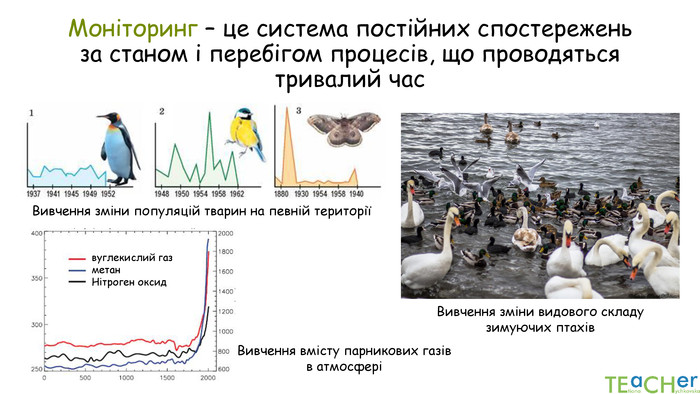 Моніторинг – це система постійних спостережень
за станом і перебігом процесів, що проводяться
тривалий час
1
2
3
1937 1941 1945 1949 1952
1948 1950 1954 1958 1962
1880 1930 1954 1958 1940
Вивчення зміни популяцій тварин на певній території
400
350
300
250
вуглекислий газ
метан
Нітроген оксид
2000
1800
1600
1400
1200
1000
800
600
0 500 1000 1500 2000
Вивчення вмісту парникових газів
в атмосфері
Вивчення зміни видового складу
зимуючих птахів
TEaCHer